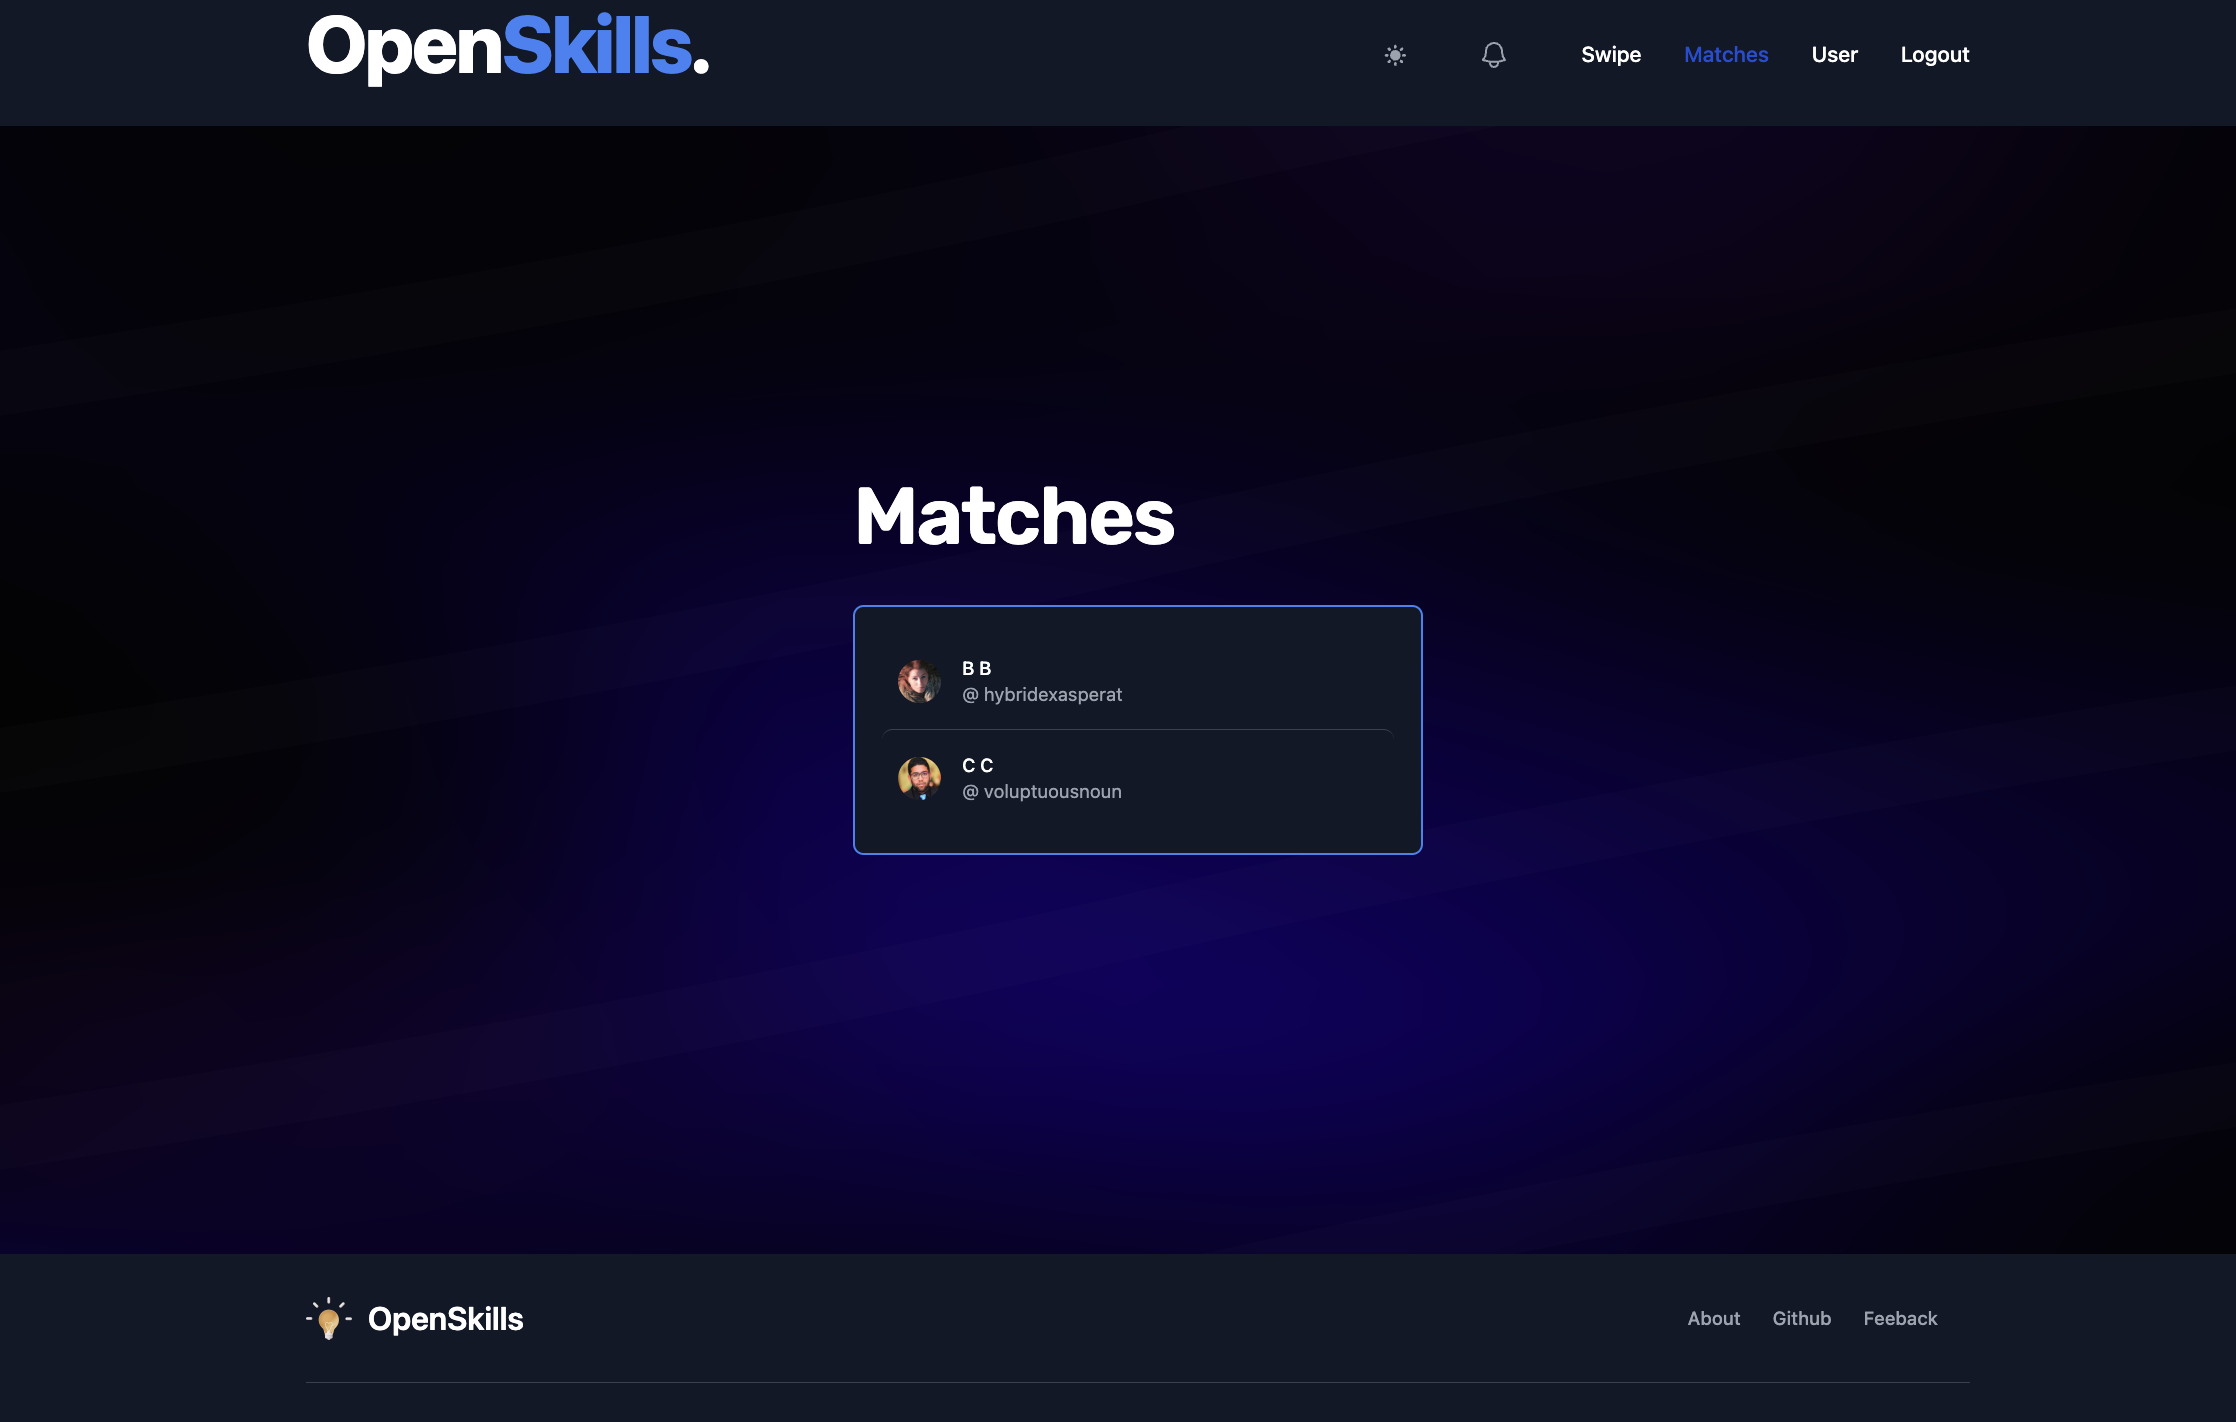 OpenSkills.
Swipe Matches User Logout
Matches
B B
@ hybridexasperat
C C
@ voluptuousnoun
OpenSkills
About Github Feeback